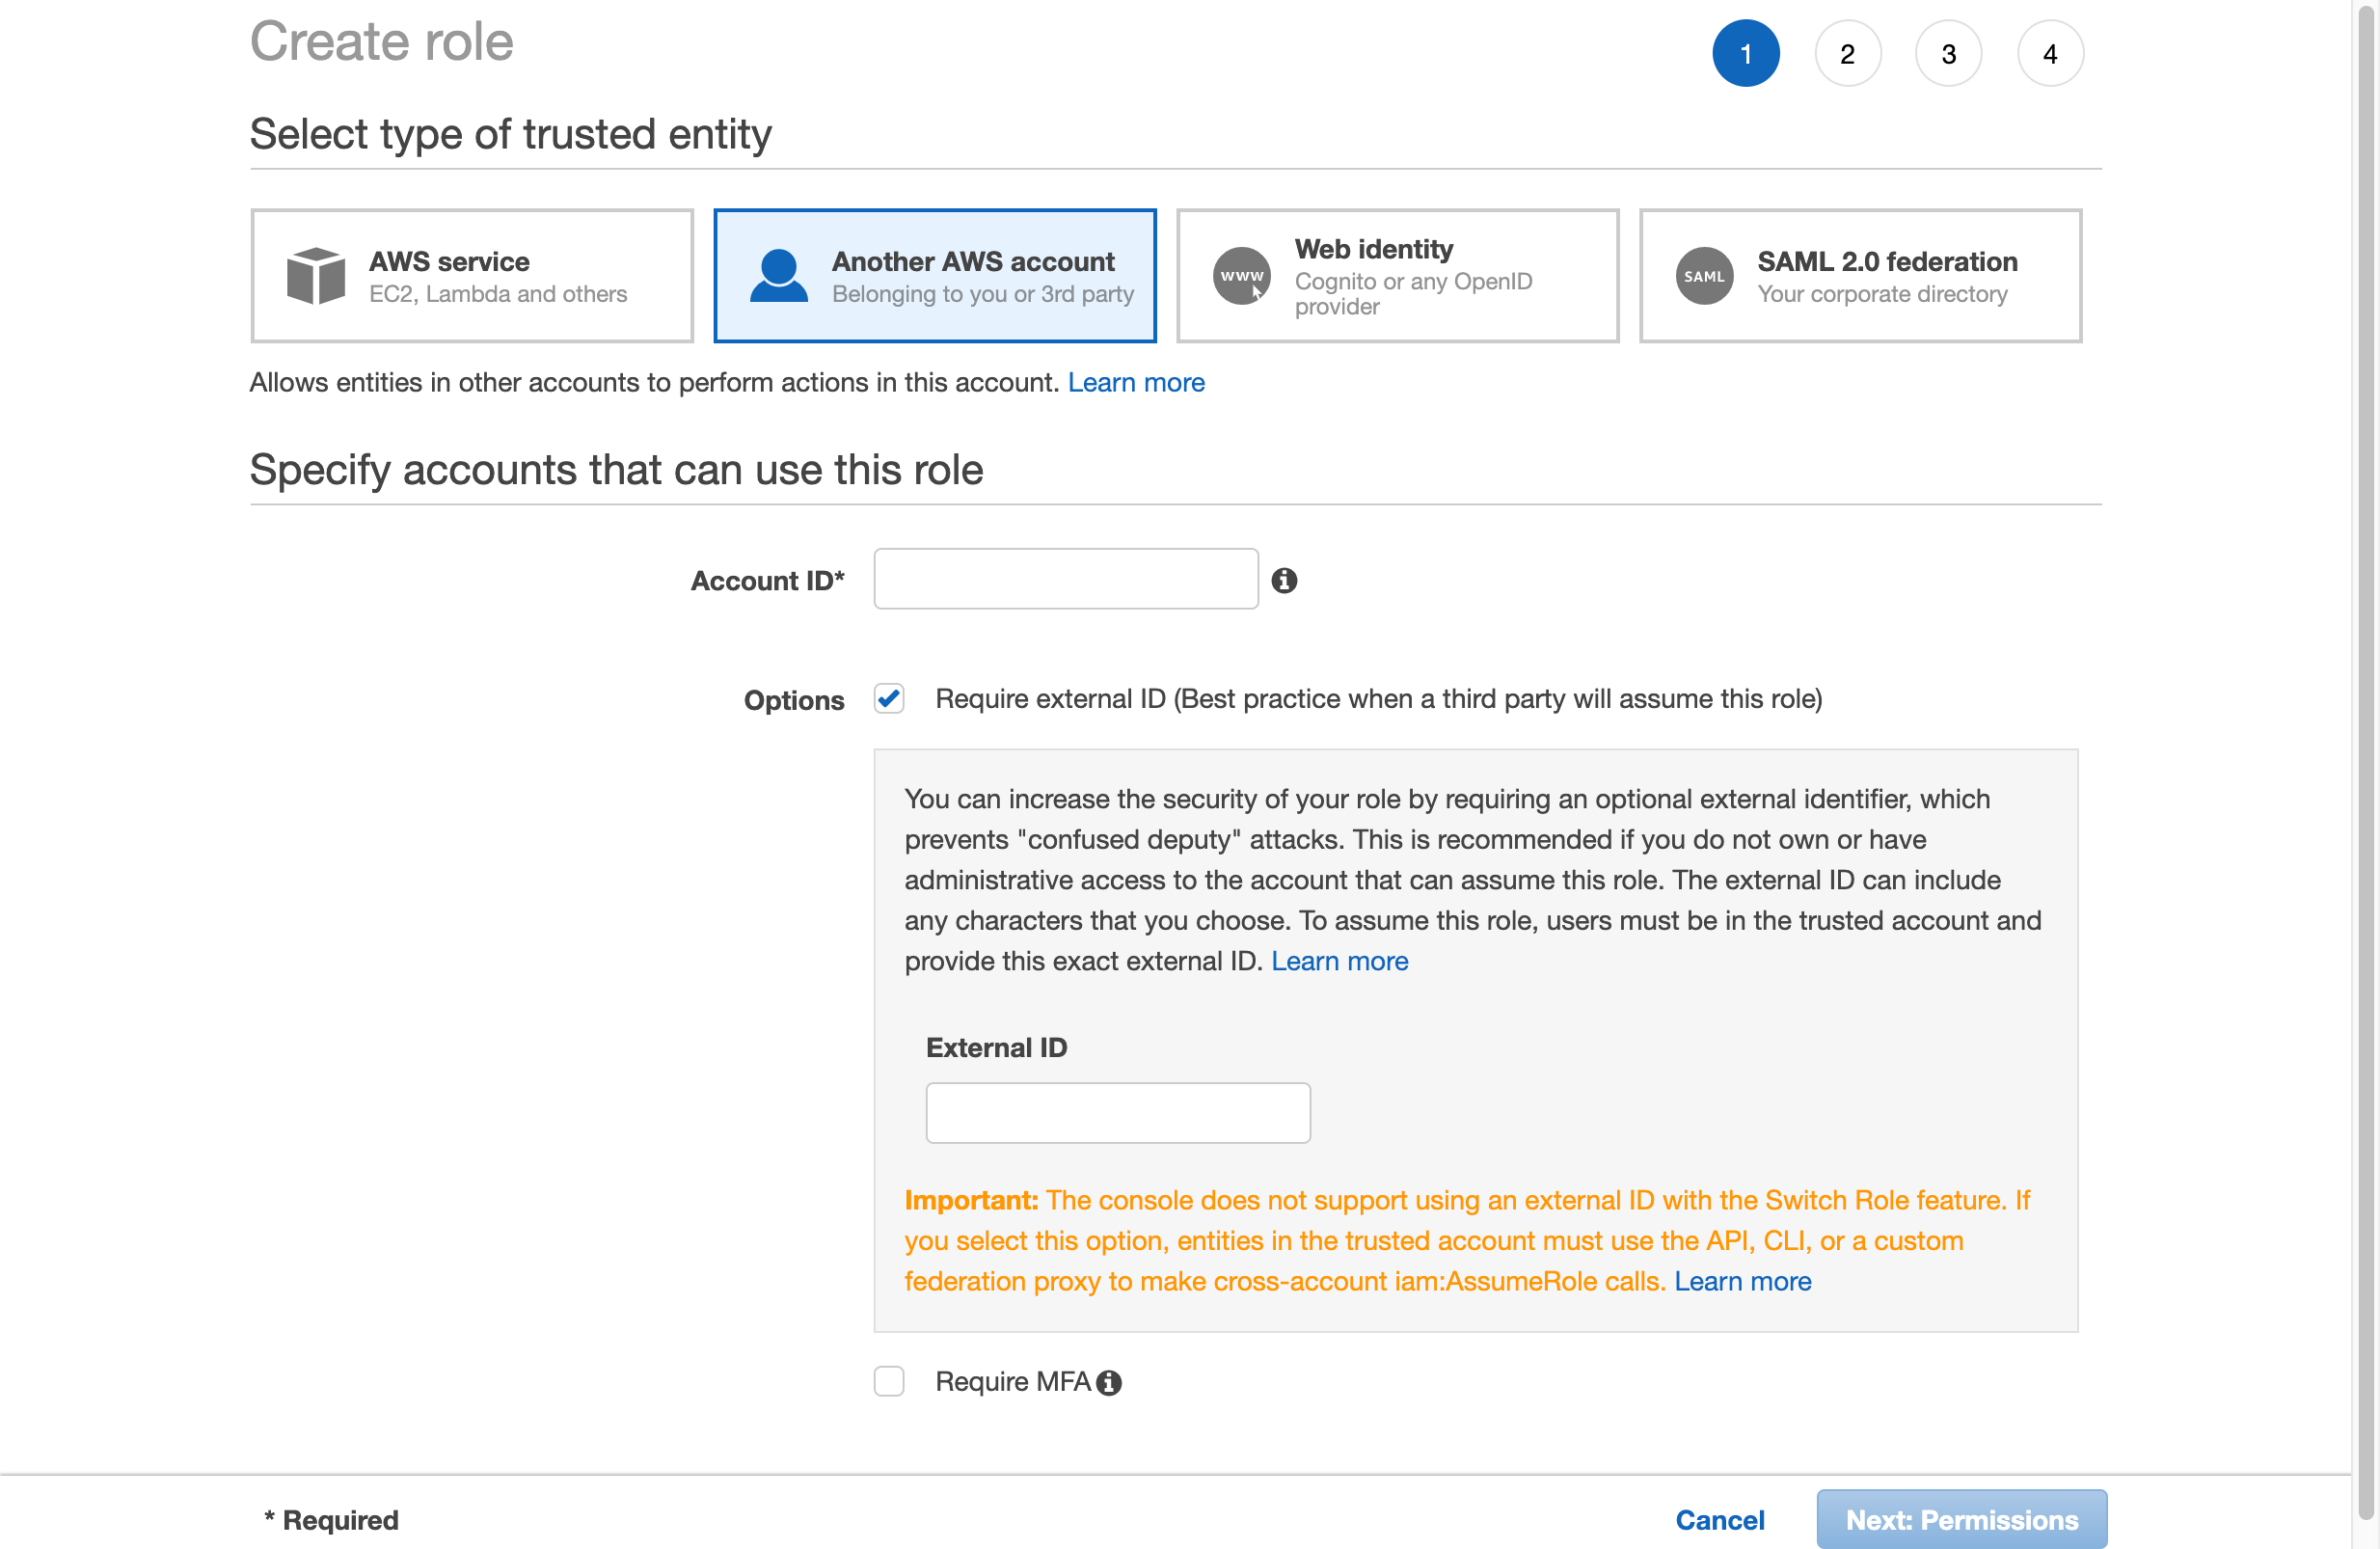 Create role
1 2 3 4
Select type of trusted entity
AWS service
EC2, Lambda and others
Another AWS account
Belonging to you or 3rd party
www
Web identity
Cognito or any OpenID
provider
SAML
SAML 2.0 federation
Your corporate directory
Allows entities in other accounts to perform actions in this account. Learn more
Specify accounts that can use this role
Account ID*
Options
Require external ID (Best practice when a third party will assume this role)
You can increase the security of your role by requiring an optional external identifier, which
prevents "confused deputy" attacks. This is recommended if you do not own or have
administrative access to the account that can assume this role. The external ID can include
any characters that you choose. To assume this role, users must be in the trusted account and
provide this exact external ID. Learn more
External ID
Important: The console does not support using an external ID with the Switch Role feature. If
you select this option, entities in the trusted account must use the API, CLI, or a custom
federation proxy to make cross-account iam:AssumeRole calls. Learn more
Require MFA
* Required
Cancel
Next: Permissions